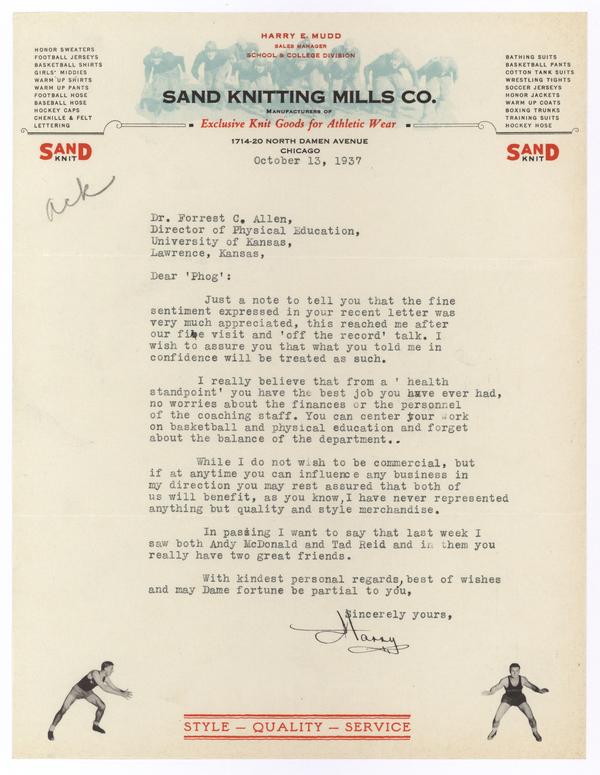 HARRY E. MUDD
SALES MANAGER
SCHOOL & COLLEGE DIVISION
HONOR SWEATERS
FOOTBALL JERSEYS
BASKETBALL SHIRTS
GIRLS' MIDDIES
WARM UP SHIRTS
WARM UP PANTS
FOOTBALL HOSE
BASEBALL HOSE
HOCKEY CAPS
CHENILLE & FELT
LETTERING
SAND KNITTING MILLS CO.
MANUFACTURERS OF
Exclusive Knit Goods for Athletic Wear
BATHING SUITS
BASKETBALL PANTS
COTTON TANK SUITS
WRESTLING TIGHTS
SOCCER JERSEYS
HONOR JACKETS
WARM UP COATS
BOXING TRUNKS
TRAINING SUITS
HOCKEY HOSE
SAND
KNIT
1714-20 NORTH DAMEN AVENUE
CHICAGO
SAND
KNIT
October 13, 1937
ack
Dr. Forrest C. Allen,
Director of Physical Education,
University of Kansas,
Lawrence, Kansas,
Dear 'Phog':
Just a note to tell you that the fine
sentiment expressed in your recent letter was
very much appreciated, this reached me after
our fine visit and 'off the record' talk. I
wish to assure you that what you told me in
confidence will be treated as such.
I really believe that from a ' health
standpoint' you have the best job you have ever had,
no worries about the finances or the personnel
of the coaching staff. You can center your work
on basketball and physical education and forget
about the balance of the department..
While I do not wish to be commercial, but
if at anytime you can influence any business in
my direction you may rest assured that both of
us will benefit, as you know,I have never represented
anything but quality and style merchandise.
In passing I want to say that last week I
saw both Andy McDonald and Tad Reid and in them you
really have two great friends.
With kindest personal regards,best of wishes
and may Dame fortune be partial to you,
Sincerely yours,
Harry
STYLE — QUALITY — SERVICE